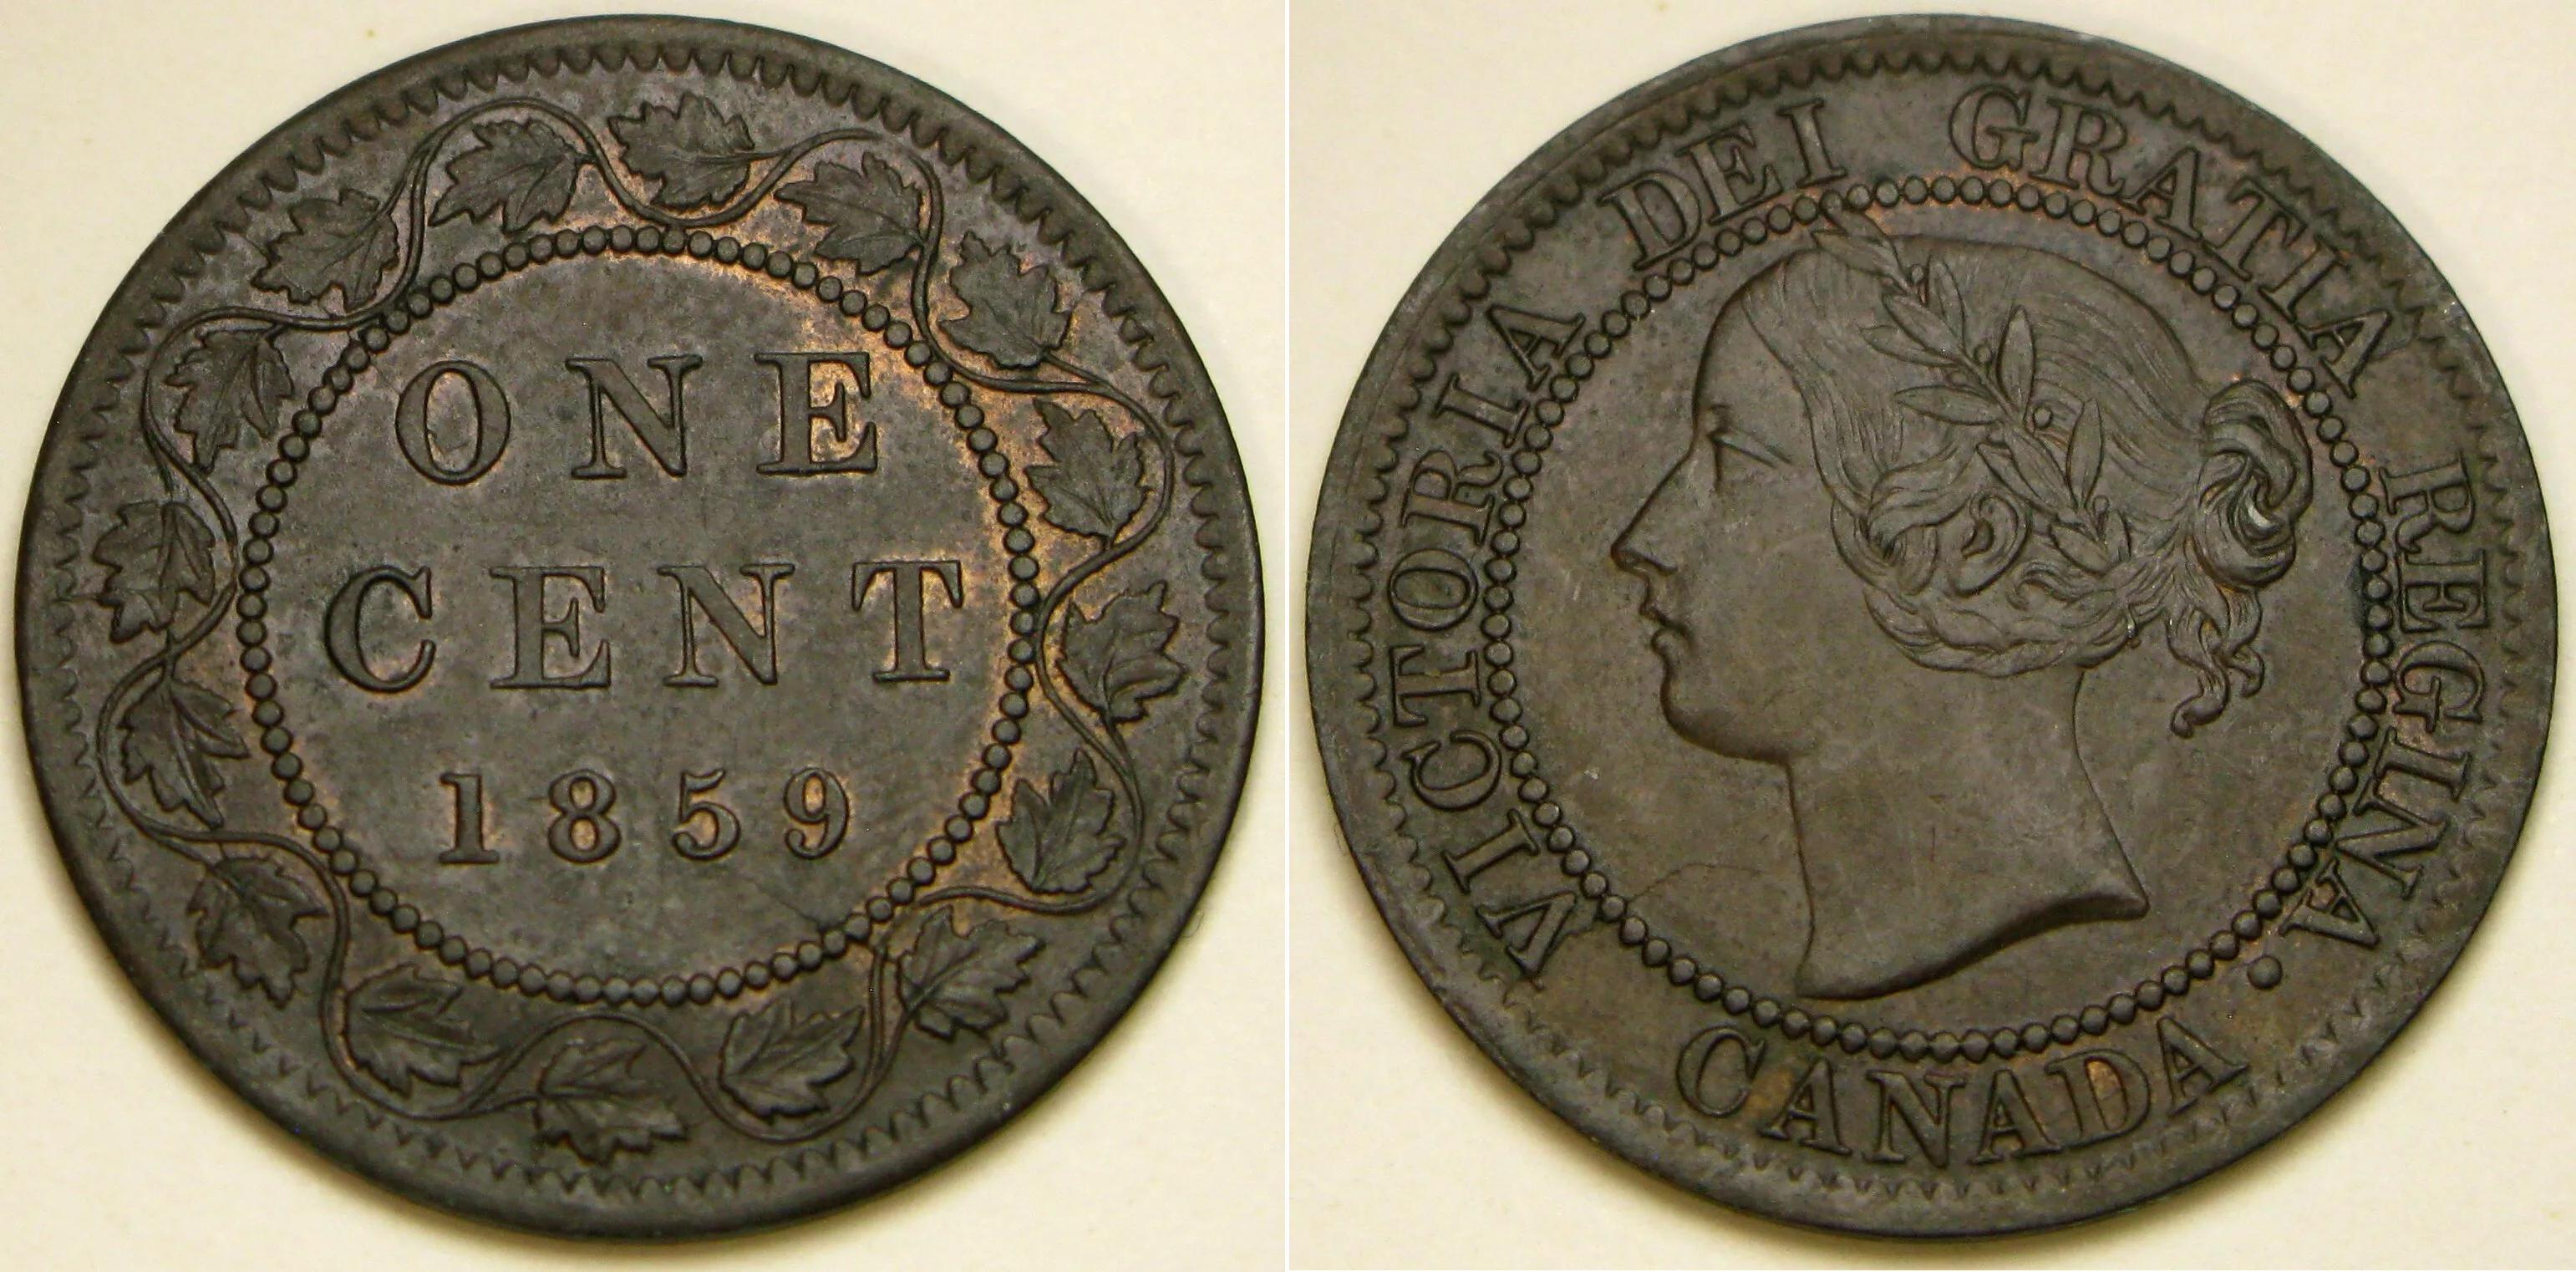 ONE
CENT
1859
VICTORIA DEI GRATIA REGINA.
CANADA